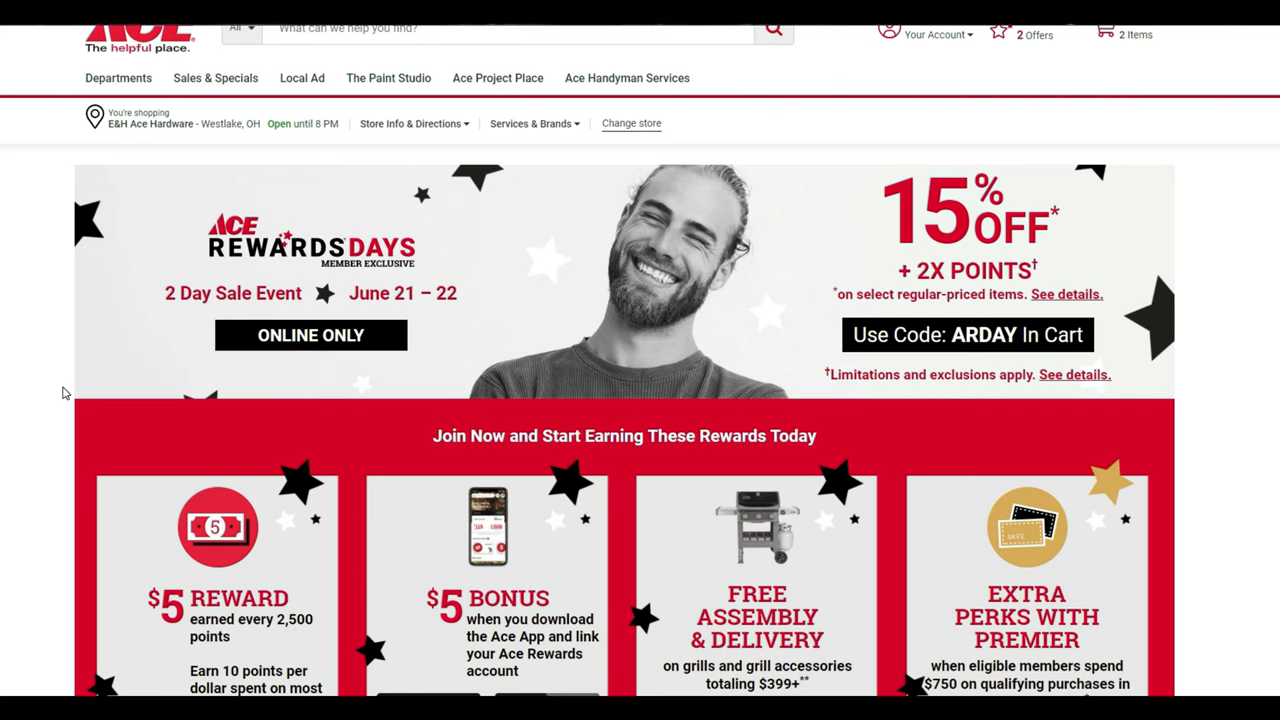 ACE
The helpful place.
All
What can we help you find?
Your Account
2 Offers
2 Items
Departments
Sales & Specials
Local Ad
The Paint Studio
Ace Project Place
Ace Handyman Services
You're shopping
E&H Ace Hardware - Westlake, OH Open until 8 PM
Store Info & Directions
Services & Brands
Change store
ACE
REWARDS DAYS
MEMBER EXCLUSIVE
2 Day Sale Event June 21 – 22
ONLINE ONLY
15% OFF*
+ 2X POINTS†
*on select regular-priced items. See details.
Use Code: ARDAY In Cart
†Limitations and exclusions apply. See details.
Join Now and Start Earning These Rewards Today
5
$5 REWARD
earned every 2,500
points
Earn 10 points per
dollar spent on most
$5 BONUS
when you download
the Ace App and link
your Ace Rewards
account
FREE
ASSEMBLY
& DELIVERY
on grills and grill accessories
totaling $399+**
SAVE
EXTRA
PERKS WITH
PREMIER
when eligible members spend
$750 on qualifying purchases in